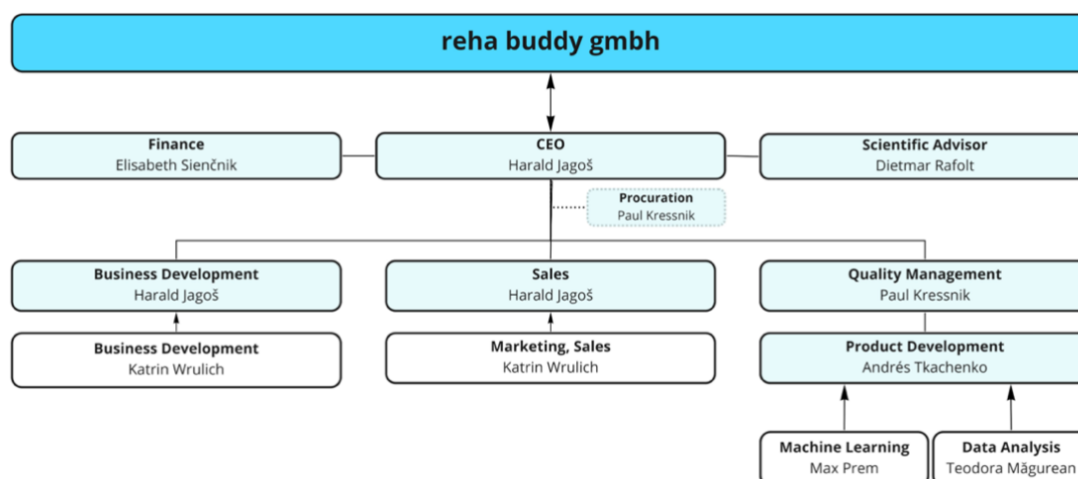 reha buddy gmbh
Finance
Elisabeth Sienčnik
CEO
Harald Jagoš
Scientific Advisor
Dietmar Rafolt
Procuration
Paul Kressnik
Business Development
Harald Jagoš
Sales
Harald Jagoš
Quality Management
Paul Kressnik
Business Development
Katrin Wrulich
Marketing, Sales
Katrin Wrulich
Product Development
Andrés Tkachenko
Machine Learning
Max Prem
Data Analysis
Teodora Măgurean